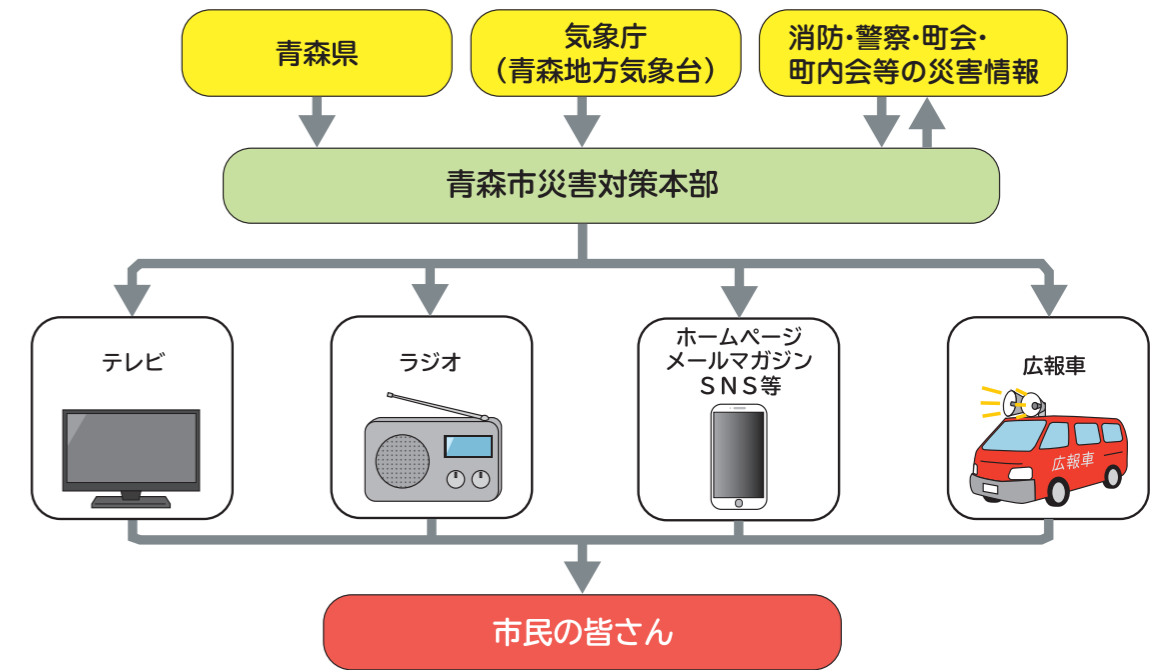 青森県
気象庁
（青森地方気象台）
消防・警察・町会・
町内会等の災害情報
青森市災害対策本部
テレビ
ラジオ
ホームページ
メールマガジン
ＳＮＳ等
広報車
広報車
市民の皆さん